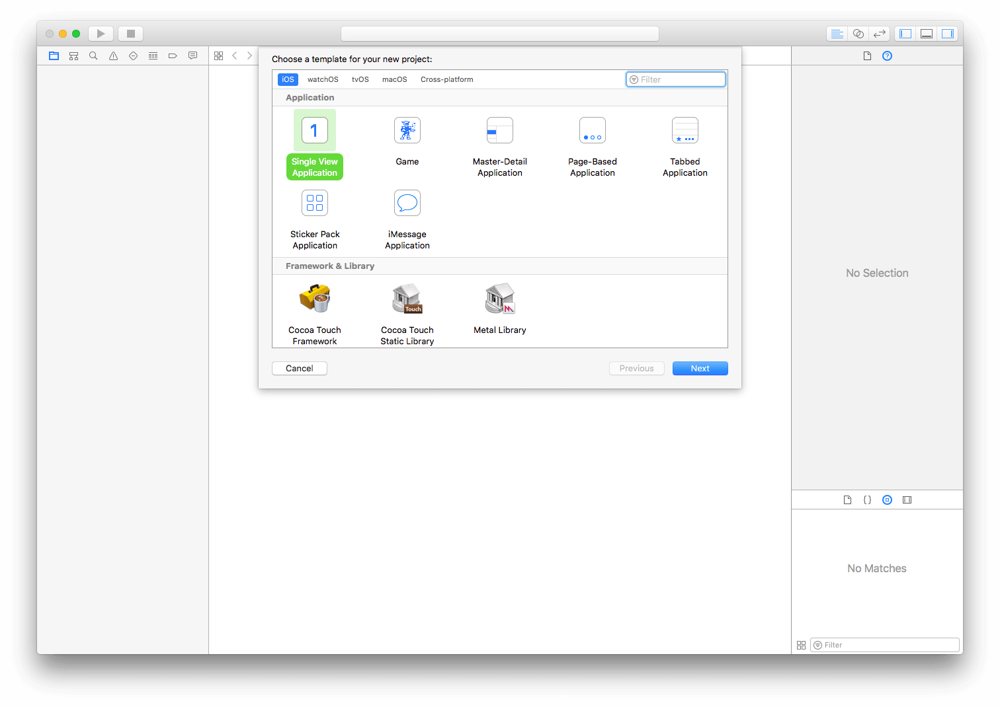 Choose a template for your new project:
iOS watchOS tvOS macOS Cross-platform Filter
Application
1
Single View
Application
Game
Master-Detail
Application
Page-Based
Application
Tabbed
Application
Sticker Pack
Application
iMessage
Application
Framework & Library
Cocoa Touch
Framework
Touch
Cocoa Touch
Static Library
Metal Library
Cancel
Previous
Next
No Selection
{}
No Matches
Filter